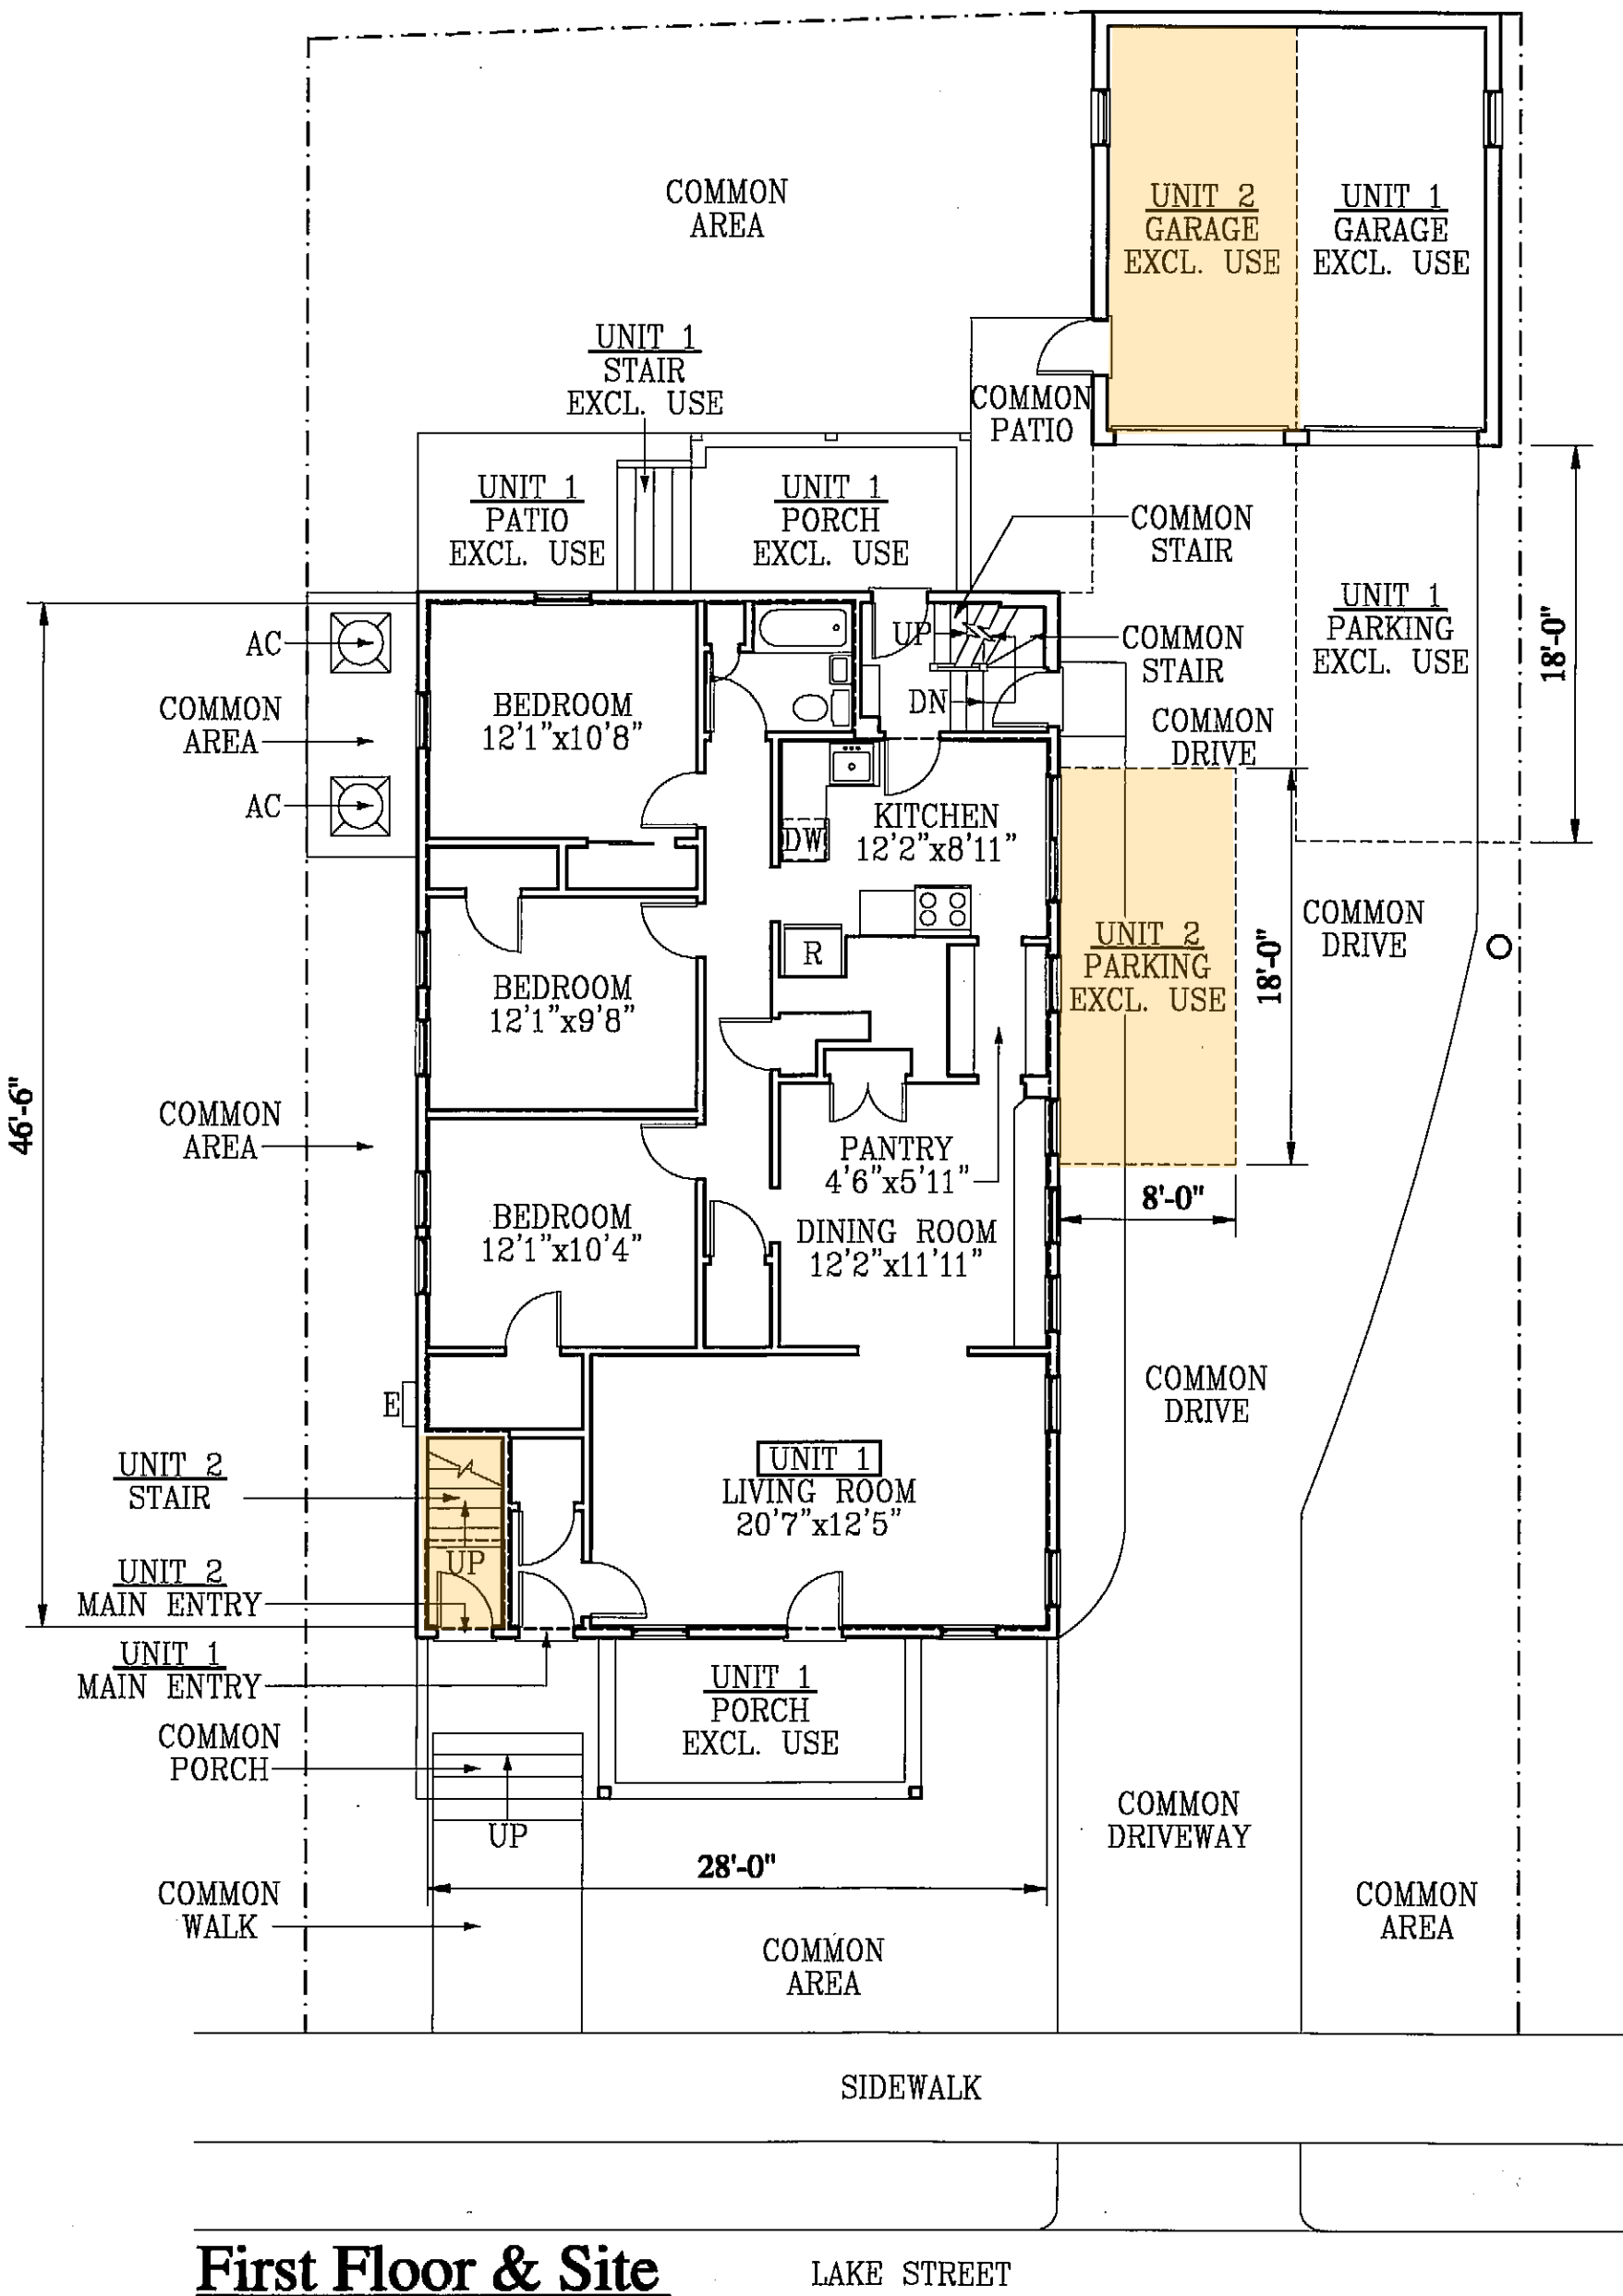 COMMON
AREA
UNIT 2
GARAGE
EXCL. USE
UNIT 1
GARAGE
EXCL. USE
UNIT 1
STAIR
EXCL. USE
COMMON
PATIO
UNIT 1
PATIO
EXCL. USE
UNIT 1
PORCH
EXCL. USE
COMMON
STAIR
UNIT 1
PARKING
EXCL. USE
18'-0"
AC
UP
COMMON
STAIR
BEDROOM
12'1"x10'8"
DN
COMMON
AREA
COMMON
DRIVE
AC
KITCHEN
12'2"x8'11"
DW
COMMON
DRIVE
UNIT 2
PARKING
EXCL. USE
18'-0"
R
BEDROOM
12'1"x9'8"
46'-6"
COMMON
AREA
PANTRY
4'6"x5'11"
8'-0"
BEDROOM
12'1"x10'4"
DINING ROOM
12'2"x11'11"
COMMON
DRIVE
E
UNIT 2
STAIR
UNIT 1
LIVING ROOM
20'7"x12'5"
UP
UNIT 2
MAIN ENTRY
UNIT 1
MAIN ENTRY
UNIT 1
PORCH
EXCL. USE
COMMON
PORCH
UP
COMMON
DRIVEWAY
28'-0"
COMMON
WALK
COMMON
AREA
COMMON
AREA
SIDEWALK
First Floor & Site
LAKE STREET